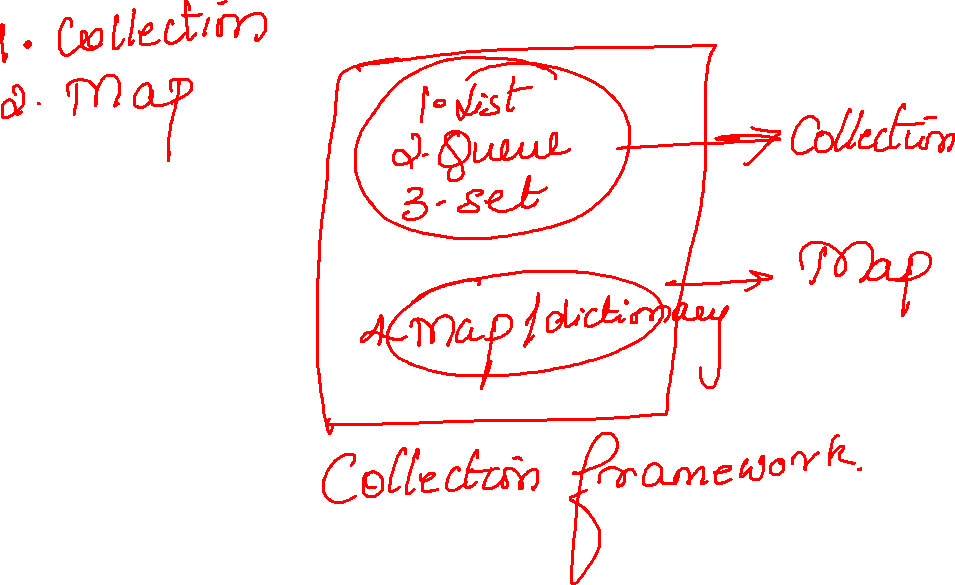 1. Collection
2. Map
1. List
2. Queue
3. set
Collection
Map
4. Map / dictionary
Collection framework.